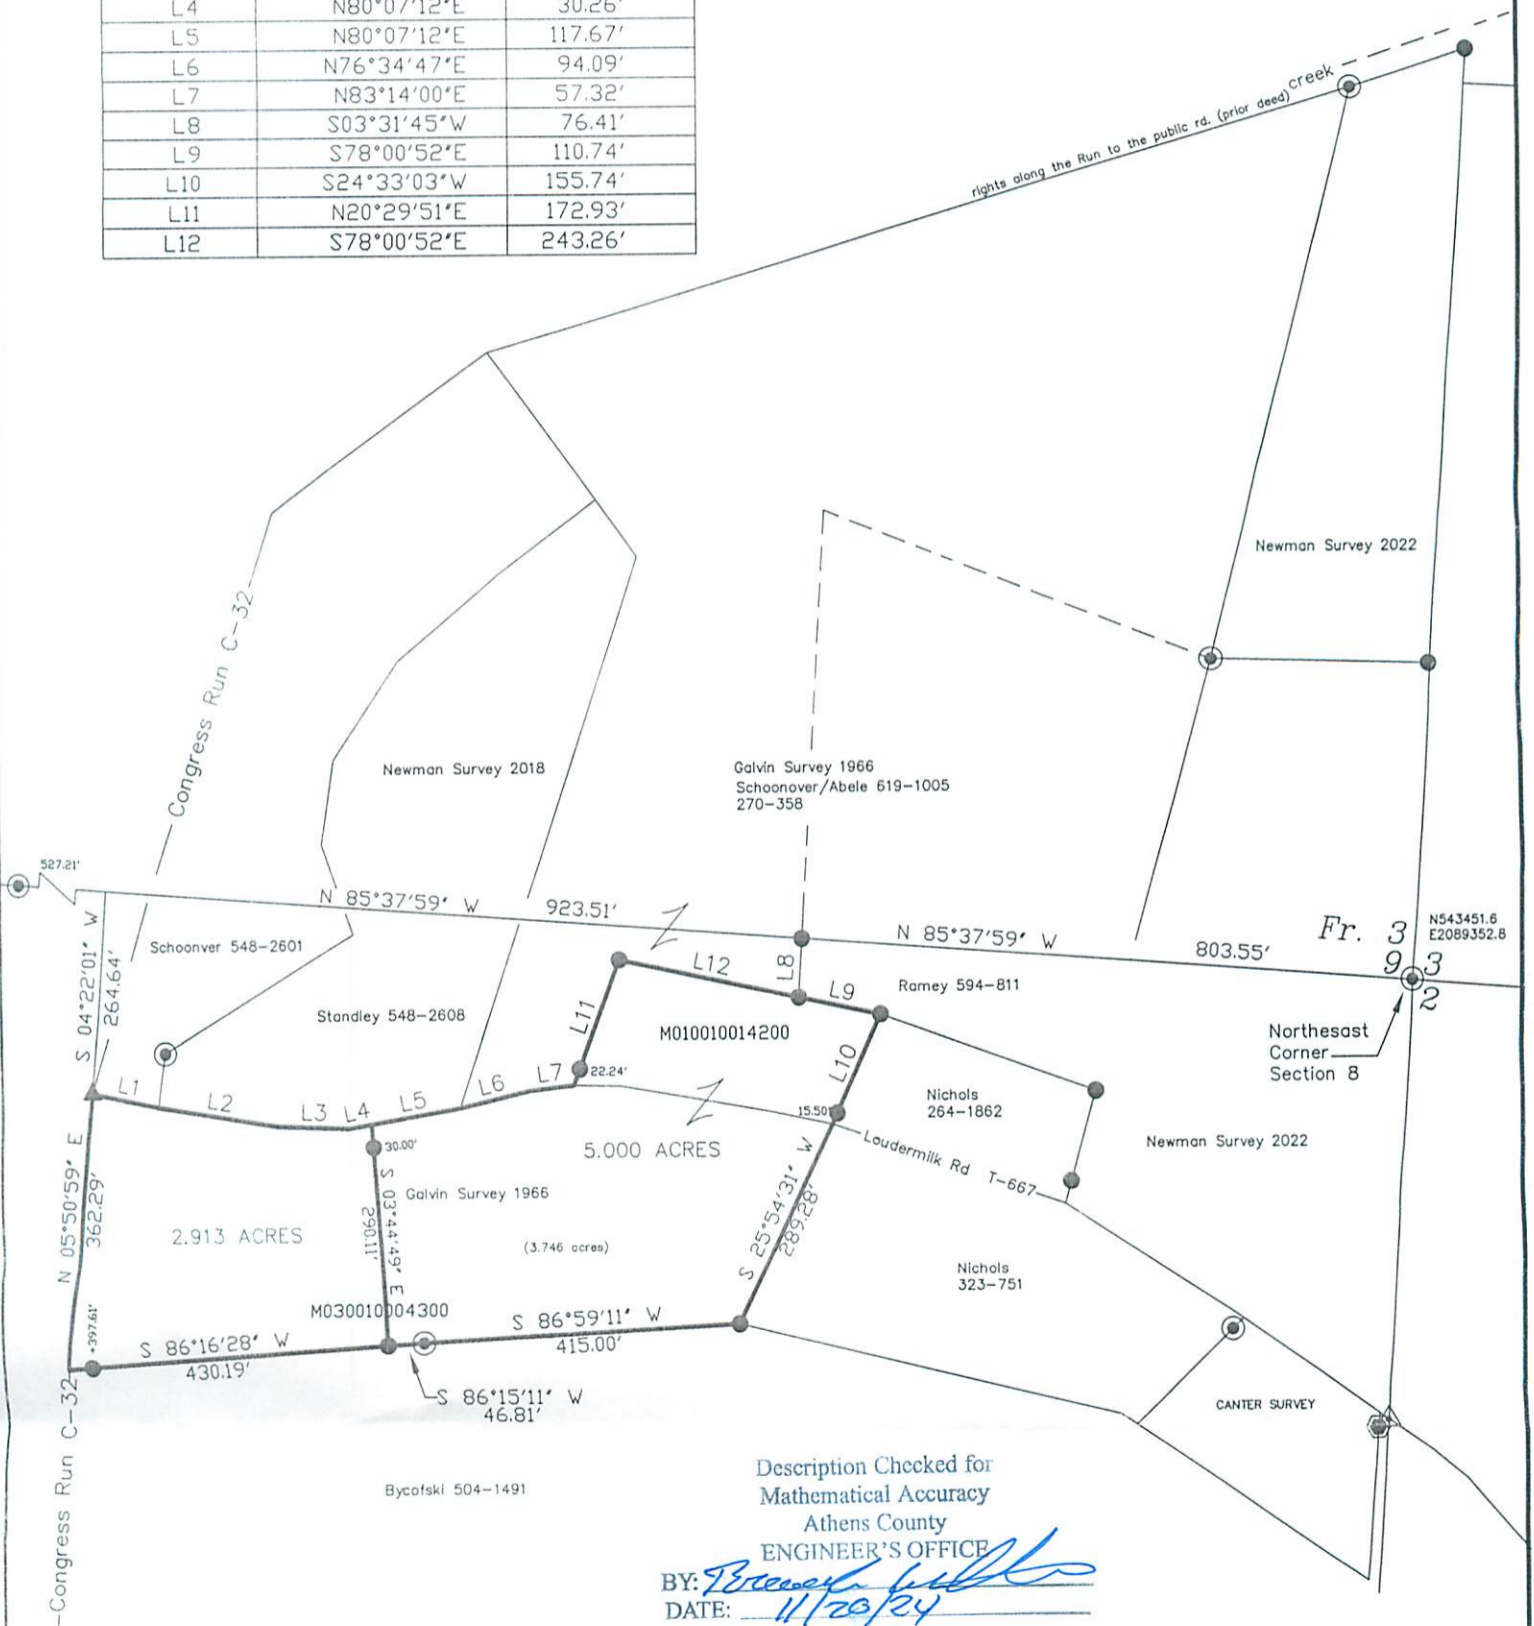 L4 N80°07'12"E 30.26'
L5 N80°07'12"E 117.67'
L6 N76°34'47"E 94.09'
L7 N83°14'00"E 57.32'
L8 S03°31'45"W 76.41'
L9 S78°00'52"E 110.74'
L10 S24°33'03"W 155.74'
L11 N20°29'51"E 172.93'
L12 S78°00'52"E 243.26'
creek
rights along the Run to the public rd. (prior deed)
Newman Survey 2022
Congress Run C-32
Newman Survey 2018
Galvin Survey 1966
Schoonover/Abele 619-1005
270-358
527.21'
N 85°37'59" W 923.51'
N 85°37'59" W 803.55'
Fr. 3
9 3
2
N543451.6
E2089352.8
S 04°22'01" W
264.64'
Schoonver 548-2601
Standley 548-2608
L12
L8
L9
Ramey 594-811
L11
M010010014200
L10
Northesast
Corner
Section 8
L1
L2
L3
L4
L5
L6
L7
22.24'
15.50'
Nichols
264-1862
Loudermilk Rd T-667
Newman Survey 2022
N 05°50'59" E
362.29'
30.00'
5.000 ACRES
S 03°44'49" E
290.11'
Galvin Survey 1966
2.913 ACRES
(3.746 acres)
S 25°54'31" W
289.28'
Nichols
323-751
+397.61'
M030010004300
S 86°16'28" W
430.19'
S 86°59'11" W
415.00'
S 86°15'11" W
46.81'
CANTER SURVEY
Congress Run C-32
Bycofski 504-1491
Description Checked for
Mathematical Accuracy
Athens County
ENGINEER'S OFFICE
BY:
DATE: 11/20/24